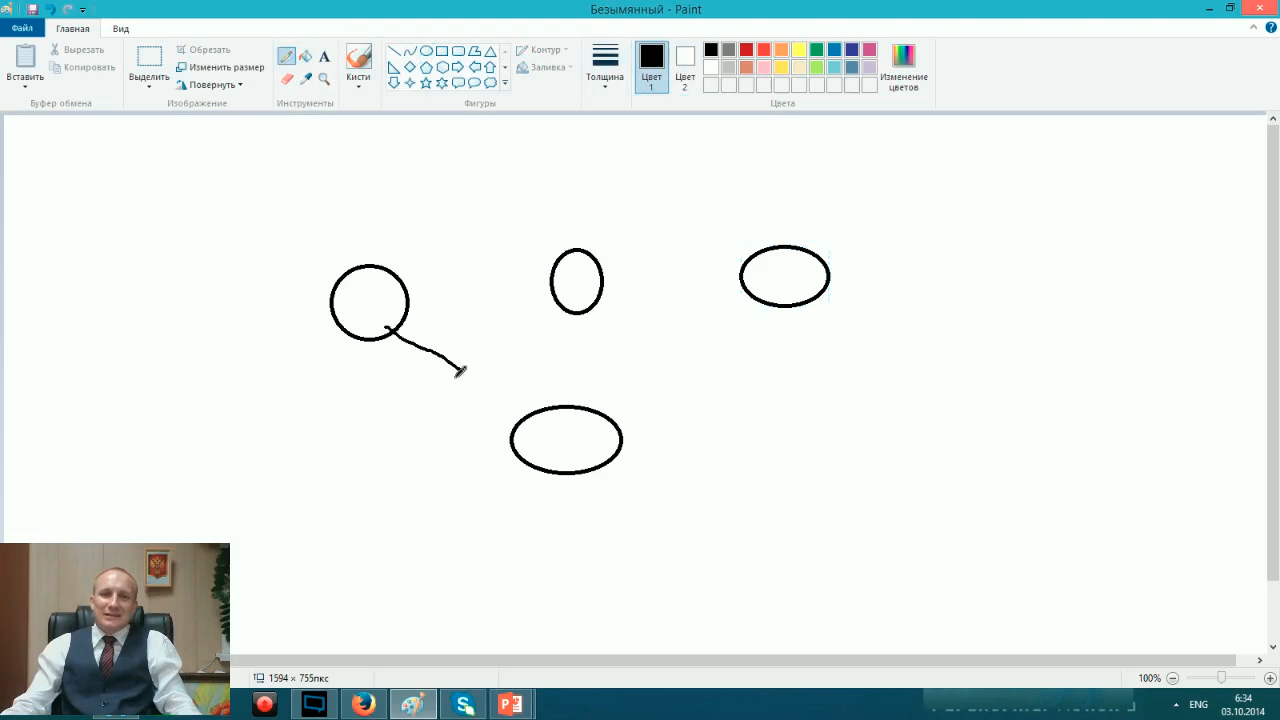 Безымянный - Paint
Файл
Главная
Вид
Вставить
Вырезать
Копировать
Буфер обмена
Выделить
Обрезать
Изменить размер
Повернуть
Изображение
A
Инструменты
Кисти
Контур
Заливка
Фигуры
Толщина
Цвет
1
Цвет
2
Изменение
цветов
Цвета
1594 × 755пкс
100%
ENG
6:34
03.10.2014